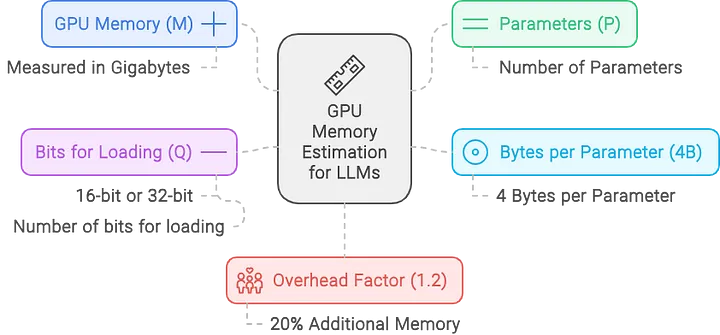 GPU Memory (M)
Measured in Gigabytes
Parameters (P)
Number of Parameters
GPU
Memory
Estimation
for LLMs
Bits for Loading (Q)
16-bit or 32-bit
Number of bits for loading
Bytes per Parameter (4B)
4 Bytes per Parameter
Overhead Factor (1.2)
20% Additional Memory